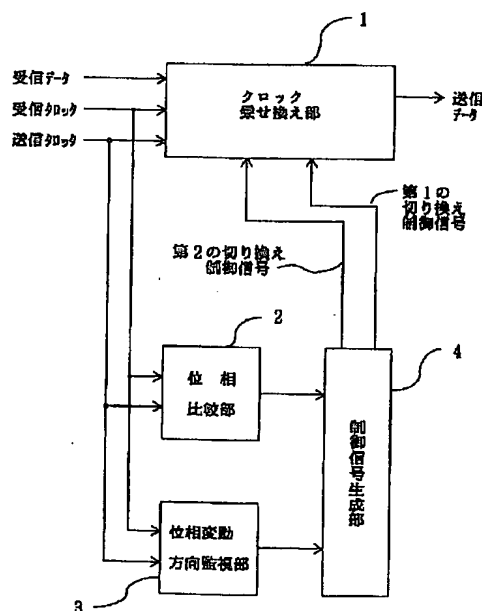 1
受信データ
受信クロック
送信クロック
クロック
乗せ換え部
送信
データ
第1の
切り換え
制御信号
第2の切り換え
制御信号
2
位 相
比較部
4
制御信号生成部
位相変動
方向監視部
3